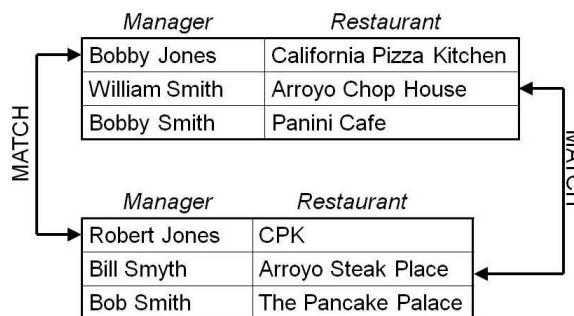 Manager Restaurant
Bobby Jones California Pizza Kitchen
William Smith Arroyo Chop House
Bobby Smith Panini Cafe
MATCH
MATCH
Manager Restaurant
Robert Jones CPK
Bill Smyth Arroyo Steak Place
Bob Smith The Pancake Palace